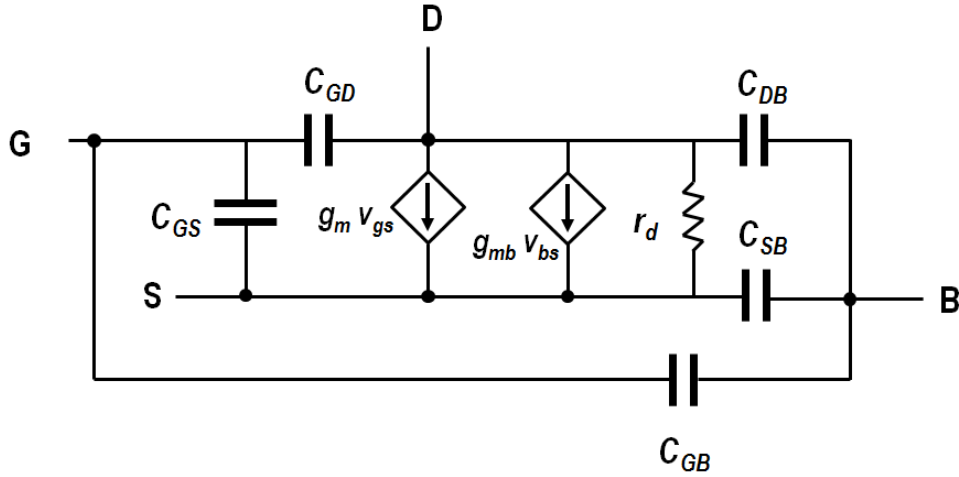 D
C_GD
C_DB
G
C_GS
g_m v_gs
g_mb v_bs
r_d
C_SB
S
B
C_GB